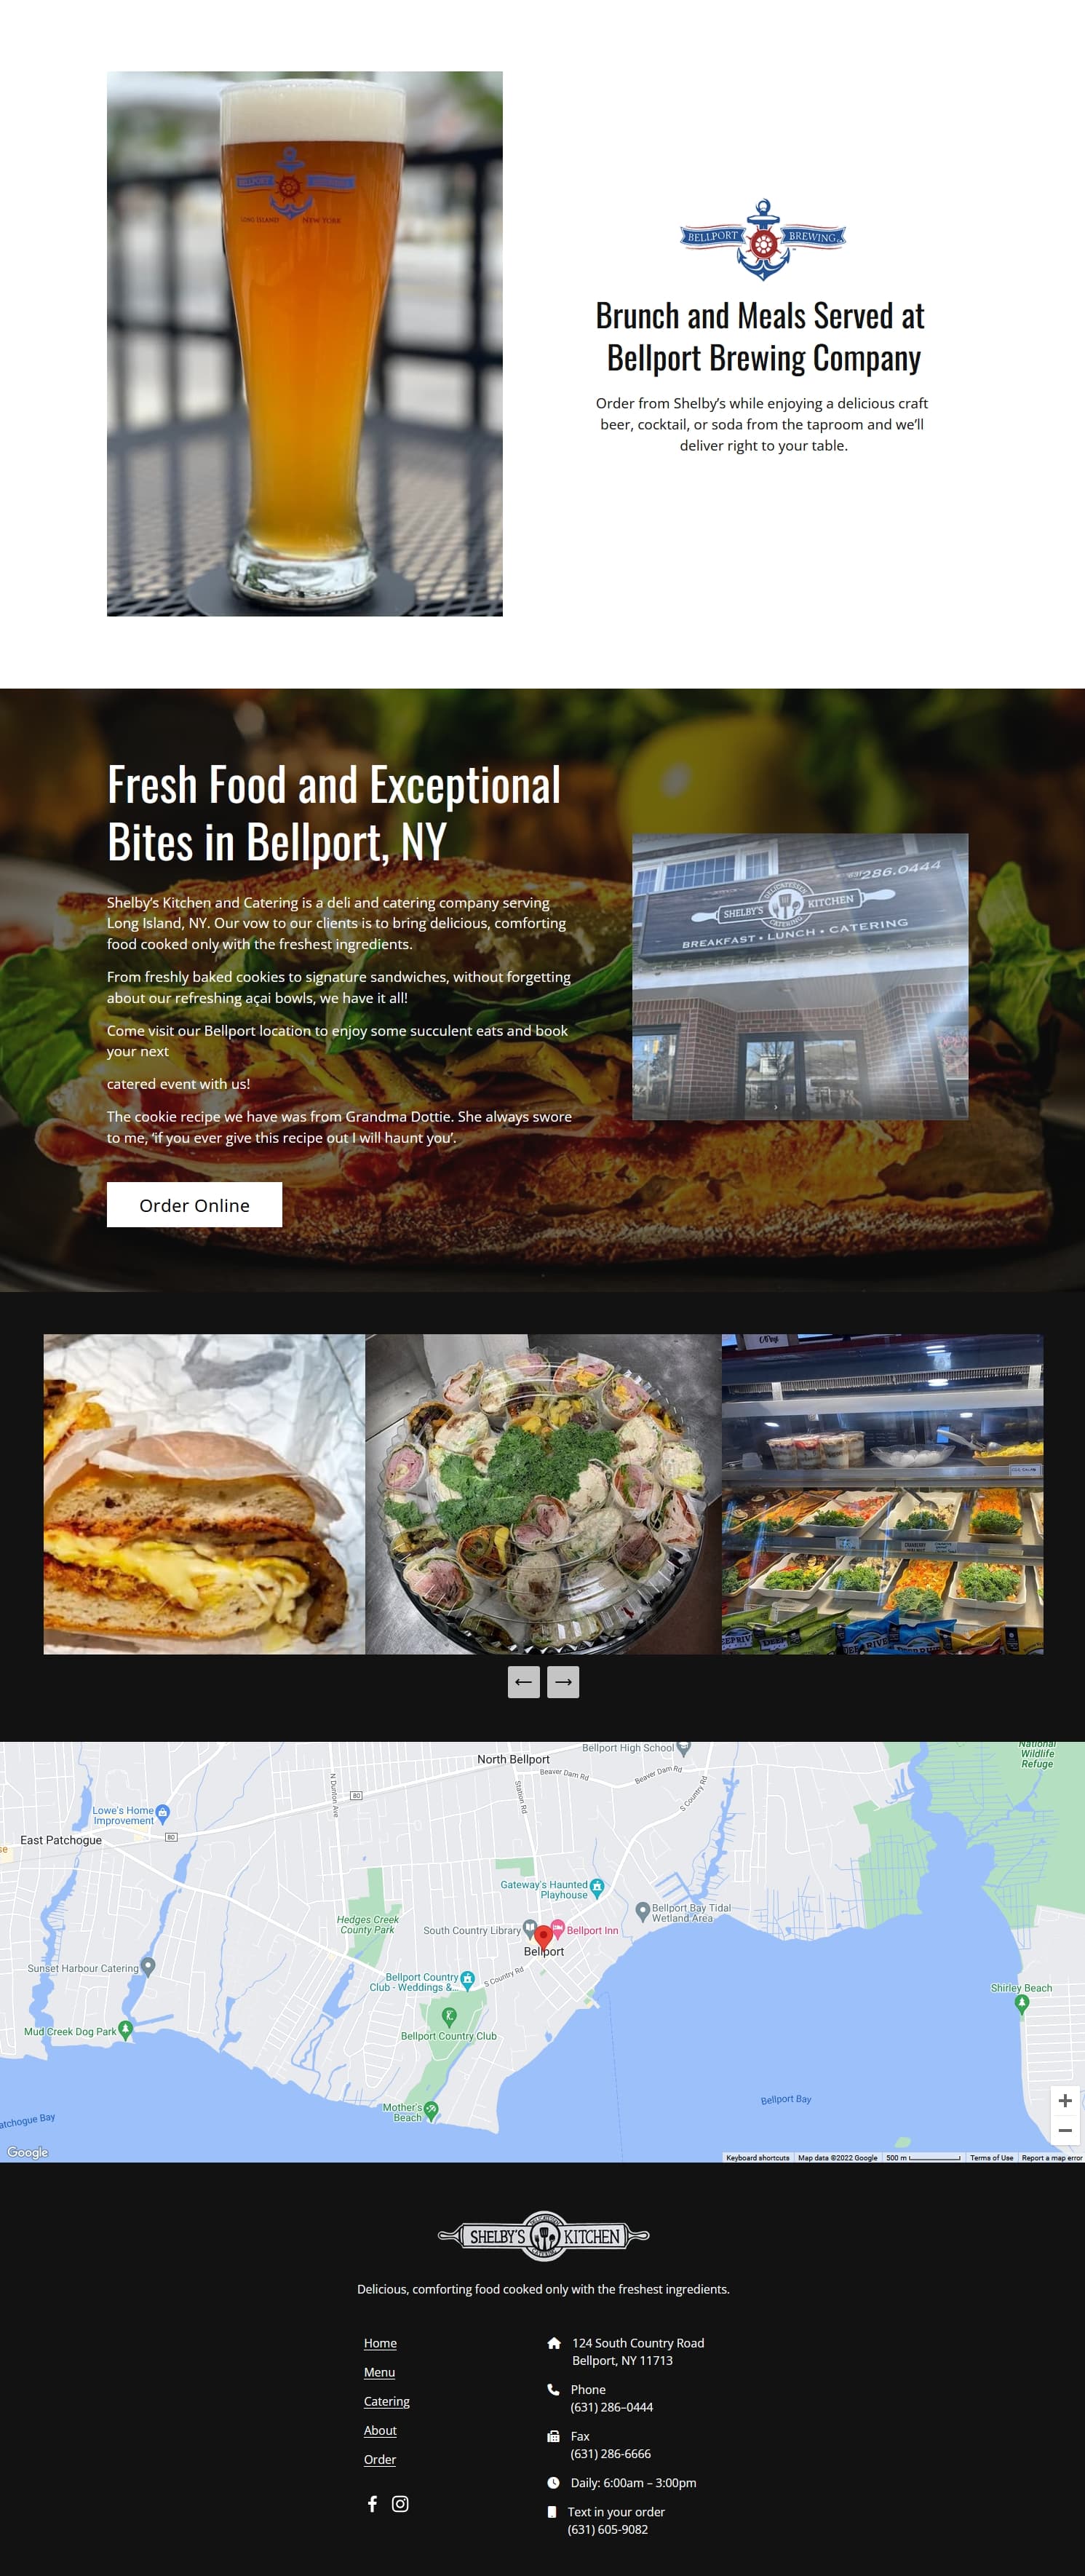 BELLPORT BREWING
LONG ISLAND NEW YORK
BELLPORT BREWING
Brunch and Meals Served at
Bellport Brewing Company
Order from Shelby's while enjoying a delicious craft
beer, cocktail, or soda from the taproom and we'll
deliver right to your table.
Fresh Food and Exceptional
Bites in Bellport, NY
Shelby's Kitchen and Catering is a deli and catering company serving
Long Island, NY. Our vow to our clients is to bring delicious, comforting
food cooked only with the freshest ingredients.
From freshly baked cookies to signature sandwiches, without forgetting
about our refreshing açai bowls, we have it all!
Come visit our Bellport location to enjoy some succulent eats and book
your next
catered event with us!
The cookie recipe we have was from Grandma Dottie. She always swore
to me, 'if you ever give this recipe out I will haunt you'.
Order Online
(631) 286.0444
DELICATESSEN
SHELBY'S KITCHEN
CATERING
BREAKFAST • LUNCH • CATERING
North Bellport
Bellport High School
National
Wildlife
Refuge
Beaver Dam Rd
Beaver Dam Rd
N Dunton Ave
Station Rd
S Country Rd
80
Lowe's Home
Improvement
80
East Patchogue
se
Gateway's Haunted
Playhouse
Hedges Creek
County Park
South Country Library
Bellport Inn
Bellport Bay Tidal
Wetland Area
Bellport
Sunset Harbour Catering
Bellport Country
Club - Weddings &...
S Country Rd
Shirley Beach
Mud Creek Dog Park
Bellport Country Club
Mother's
Beach
Bellport Bay
atchogue Bay
Google
Keyboard shortcuts
Map data ©2022 Google
500 m
Terms of Use
Report a map error
DELICATESSEN
SHELBY'S KITCHEN
CATERING
Delicious, comforting food cooked only with the freshest ingredients.
Home
Menu
Catering
About
Order
124 South Country Road
Bellport, NY 11713
Phone
(631) 286–0444
Fax
(631) 286-6666
Daily: 6:00am – 3:00pm
Text in your order
(631) 605-9082